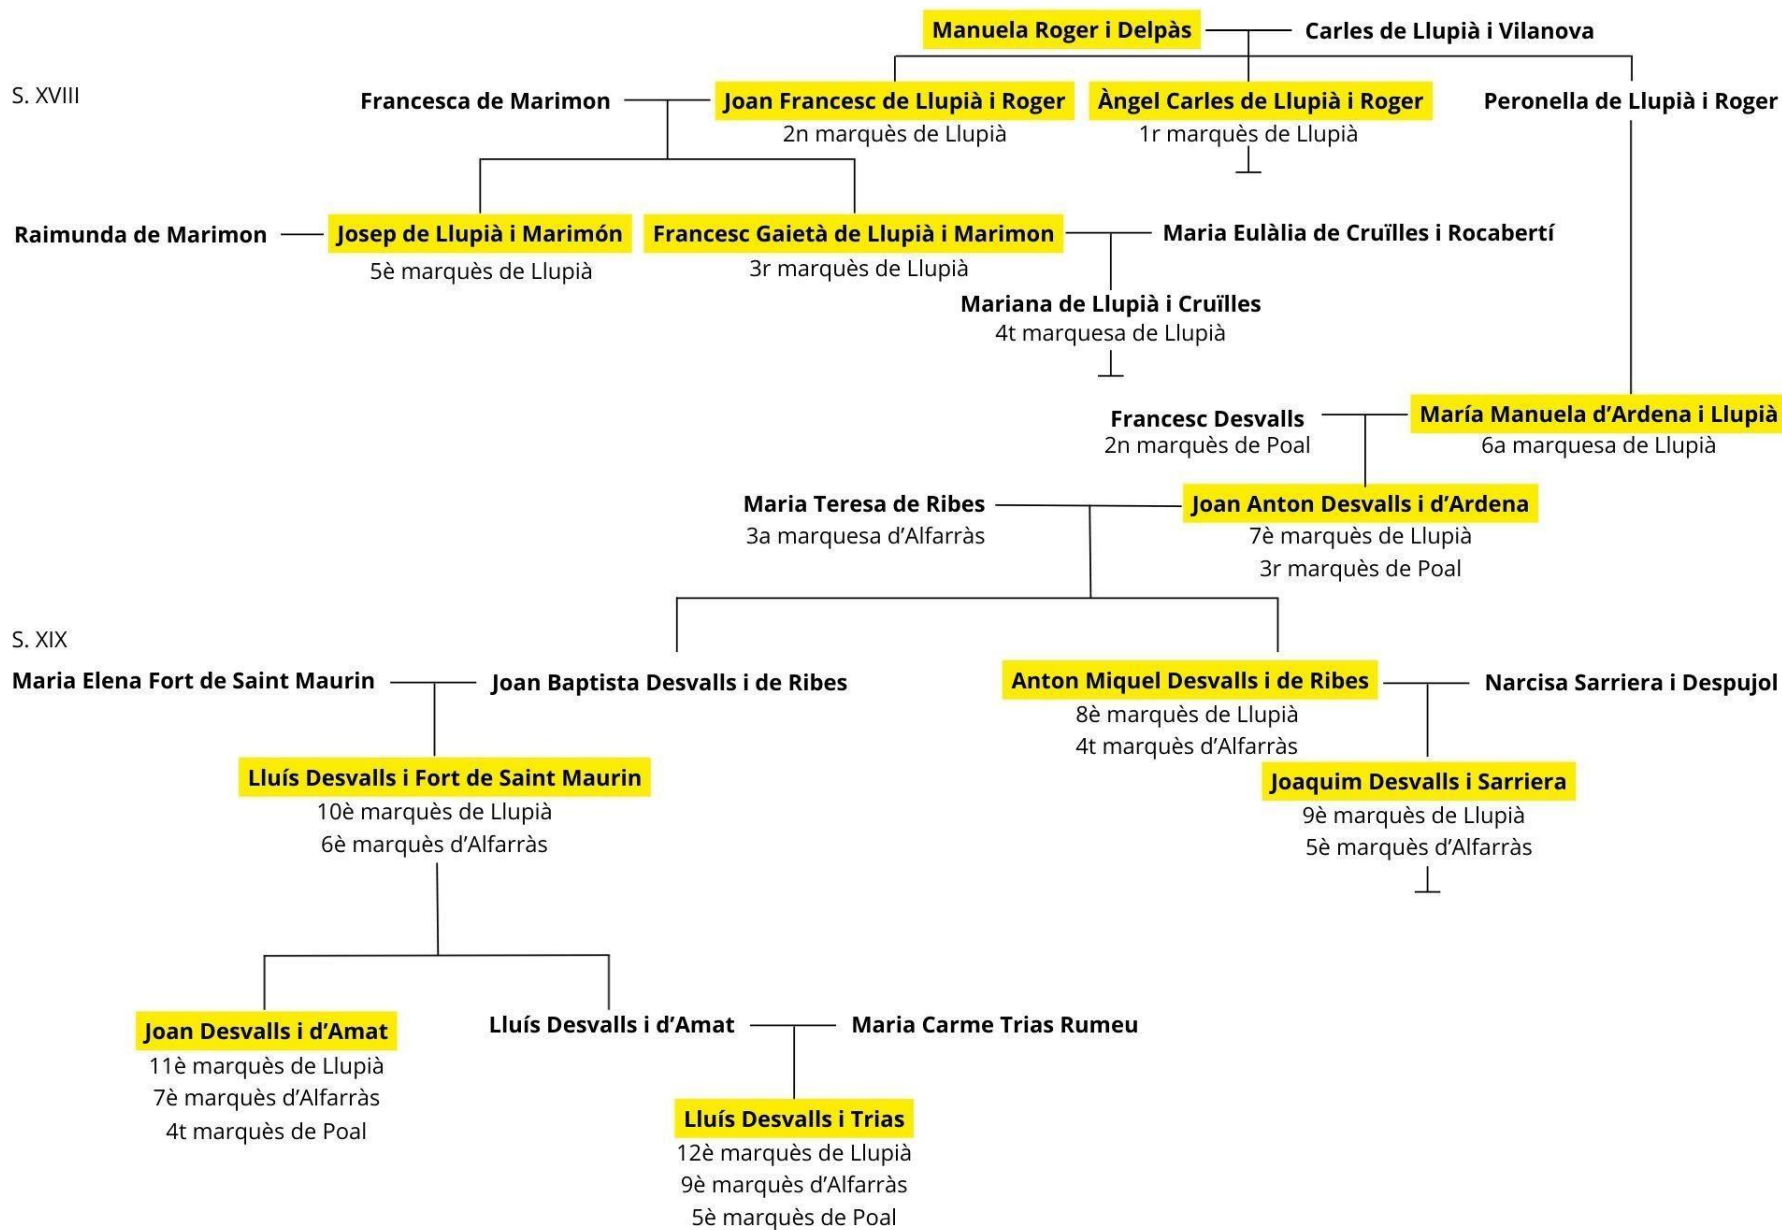 Manuela Roger i Delpàs
Carles de Llupià i Vilanova
S. XVIII
Francesca de Marimon
Joan Francesc de Llupià i Roger
2n marquès de Llupià
Àngel Carles de Llupià i Roger
1r marquès de Llupià
Peronella de Llupià i Roger
Raimunda de Marimon
Josep de Llupià i Marimón
5è marquès de Llupià
Francesc Gaietà de Llupià i Marimon
3r marquès de Llupià
Maria Eulàlia de Cruïlles i Rocabertí
Mariana de Llupià i Cruïlles
4t marquesa de Llupià
Francesc Desvalls
2n marquès de Poal
María Manuela d’Ardena i Llupià
6a marquesa de Llupià
Maria Teresa de Ribes
3a marquesa d’Alfarràs
Joan Anton Desvalls i d’Ardena
7è marquès de Llupià
3r marquès de Poal
S. XIX
Maria Elena Fort de Saint Maurin
Joan Baptista Desvalls i de Ribes
Anton Miquel Desvalls i de Ribes
8è marquès de Llupià
4t marquès d’Alfarràs
Narcisa Sarriera i Despujol
Lluís Desvalls i Fort de Saint Maurin
10è marquès de Llupià
6è marquès d’Alfarràs
Joaquim Desvalls i Sarriera
9è marquès de Llupià
5è marquès d’Alfarràs
Joan Desvalls i d’Amat
11è marquès de Llupià
7è marquès d’Alfarràs
4t marquès de Poal
Lluís Desvalls i d’Amat
Maria Carme Trias Rumeu
Lluís Desvalls i Trias
12è marquès de Llupià
9è marquès d’Alfarràs
5è marquès de Poal